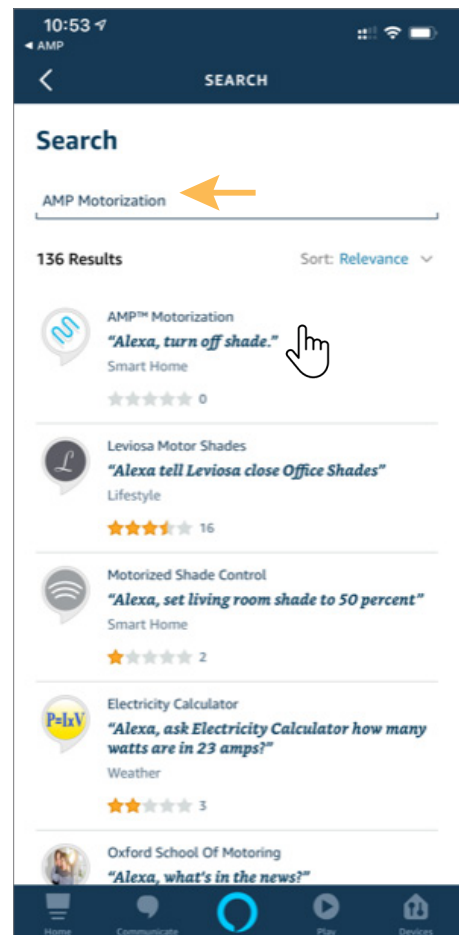 10:53
AMP
SEARCH
Search
AMP Motorization
136 Results
Sort: Relevance
AMP™ Motorization
“Alexa, turn off shade.”
Smart Home
0
L
Leviosa Motor Shades
“Alexa tell Leviosa close Office Shades”
Lifestyle
16
Motorized Shade Control
“Alexa, set living room shade to 50 percent”
Smart Home
2
P=IxV
Electricity Calculator
“Alexa, ask Electricity Calculator how many
watts are in 23 amps?”
Weather
3
Oxford School Of Motoring
“Alexa, what's in the news?”
Home
Communicate
Play
Devices